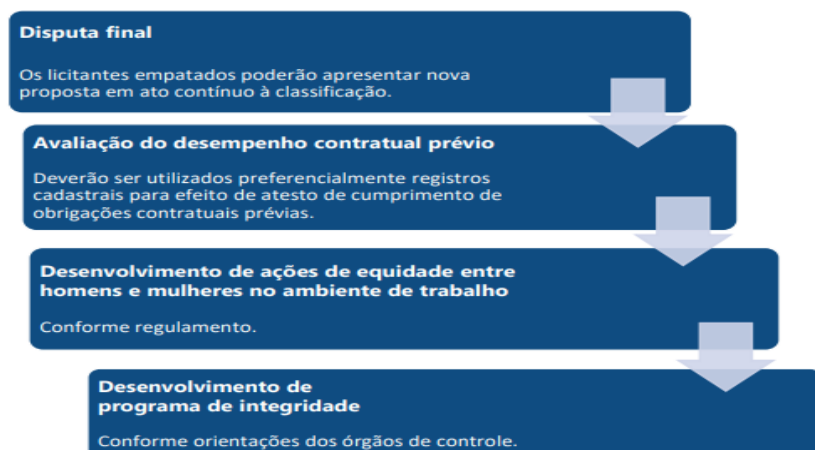 Disputa final
Os licitantes empatados poderão apresentar nova
proposta em ato contínuo à classificação.
Avaliação do desempenho contratual prévio
Deverão ser utilizados preferencialmente registros
cadastrais para efeito de atesto de cumprimento de
obrigações contratuais prévias.
Desenvolvimento de ações de equidade entre
homens e mulheres no ambiente de trabalho
Conforme regulamento.
Desenvolvimento de
programa de integridade
Conforme orientações dos órgãos de controle.